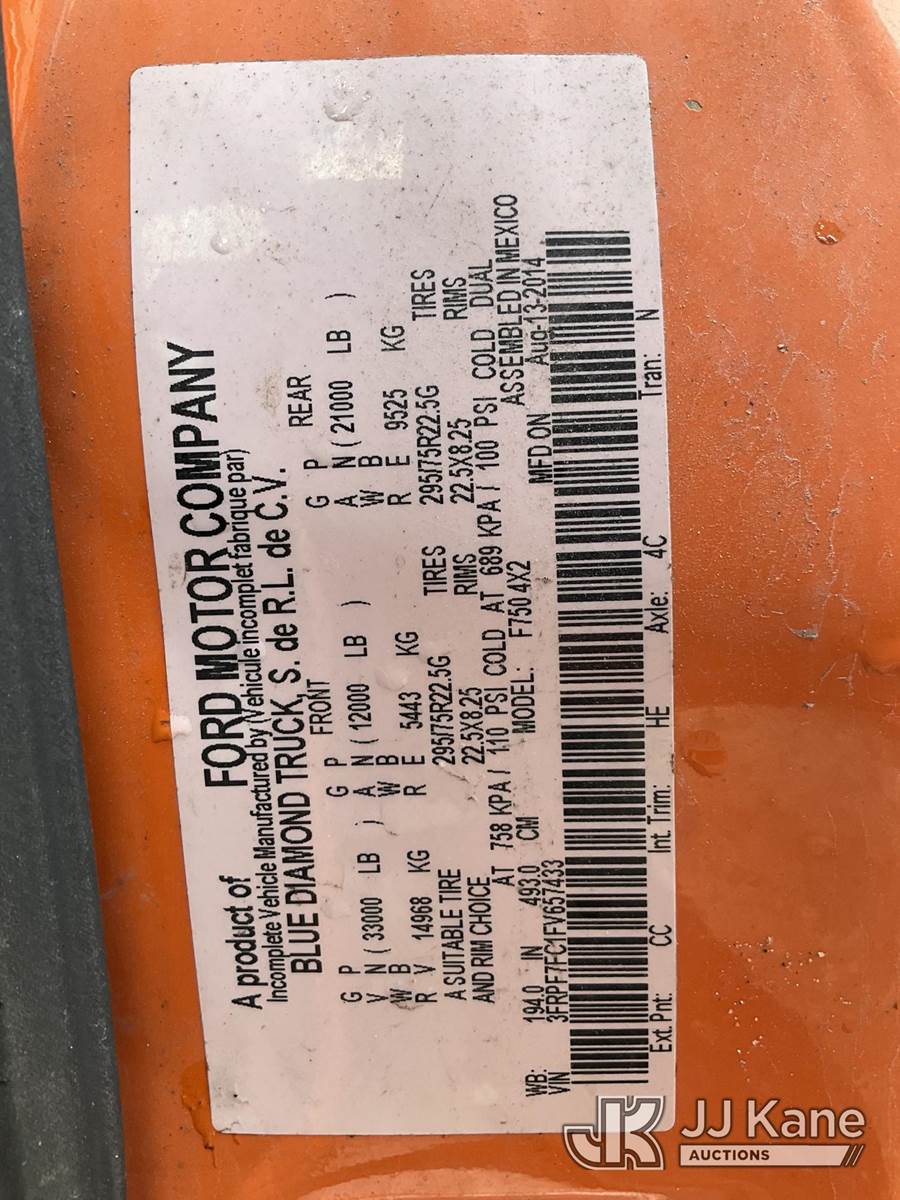 A product of FORD MOTOR COMPANY
Incomplete Vehicle Manufactured by (Vehicule incomplet fabrique par)
BLUE DIAMOND TRUCK, S. de R.L. de C.V.
FRONT REAR
G P G P G P
V N ( 33000 LB ) A N ( 12000 LB ) A N ( 21000 LB )
W B W B W B
R V 14968 KG R E 5443 KG R E 9525 KG
A SUITABLE TIRE 295/75R22.5G TIRES 295/75R22.5G TIRES
AND RIM CHOICE 22.5X8.25 RIMS 22.5X8.25 RIMS
AT 758 KPA / 110 PSI COLD AT 689 KPA / 100 PSI COLD DUAL
WB: 194.0 IN 493.0 CM MODEL: F750 4X2 ASSEMBLED IN MEXICO
VIN 3FRPF7FC1FV657433 MFD ON Aug-13-2014
Ext. Pnt: CC Int. Trim: HE Axle: 4C Tran: N
JK JJ Kane
AUCTIONS